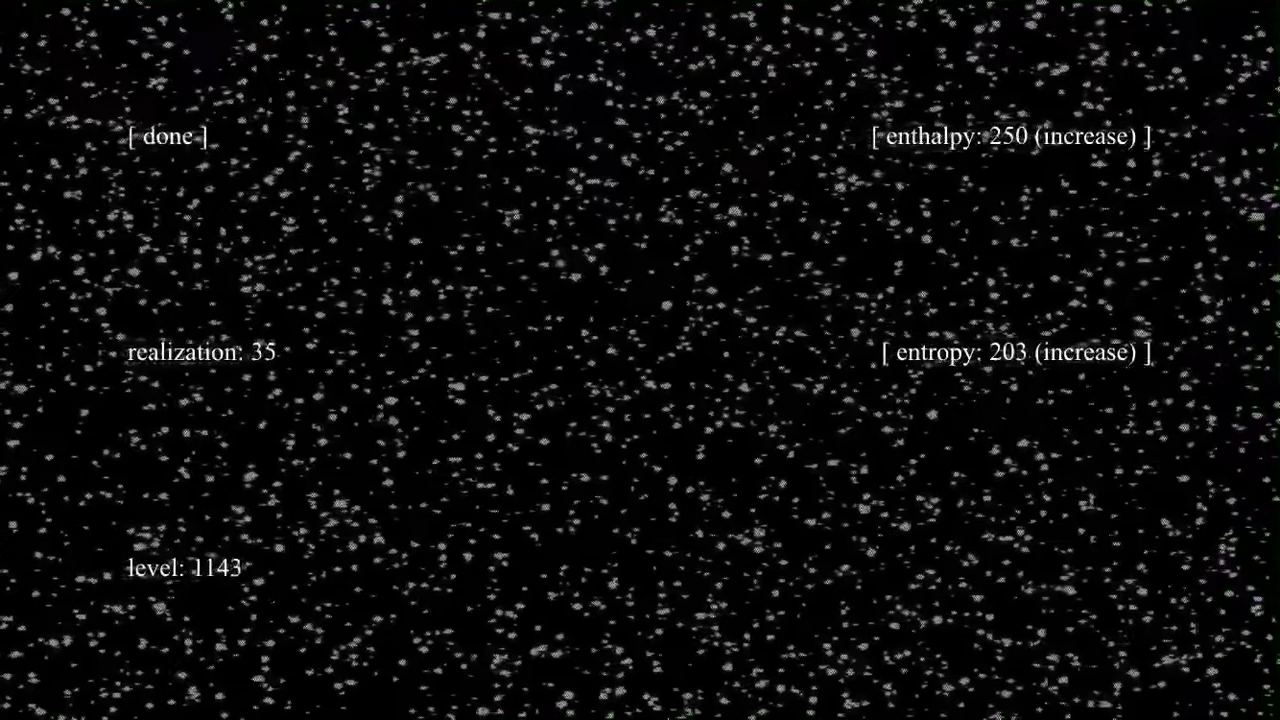 [ done ]
[ enthalpy: 250 (increase) ]
realization: 35
[ entropy: 203 (increase) ]
level: 1143